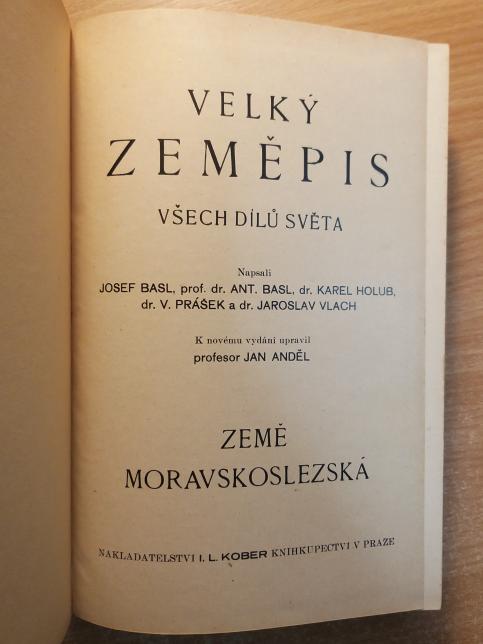 VELKÝ
ZEMĚPIS
VŠECH DÍLŮ SVĚTA
Napsali
JOSEF BASL, prof. dr. ANT. BASL, dr. KAREL HOLUB,
dr. V. PRÁŠEK a dr. JAROSLAV VLACH
K novému vydání upravil
profesor JAN ANDĚL
ZEMĚ
MORAVSKOSLEZSKÁ
NAKLADATELSTVÍ I. L. KOBER KNIHKUPECTVÍ V PRAZE